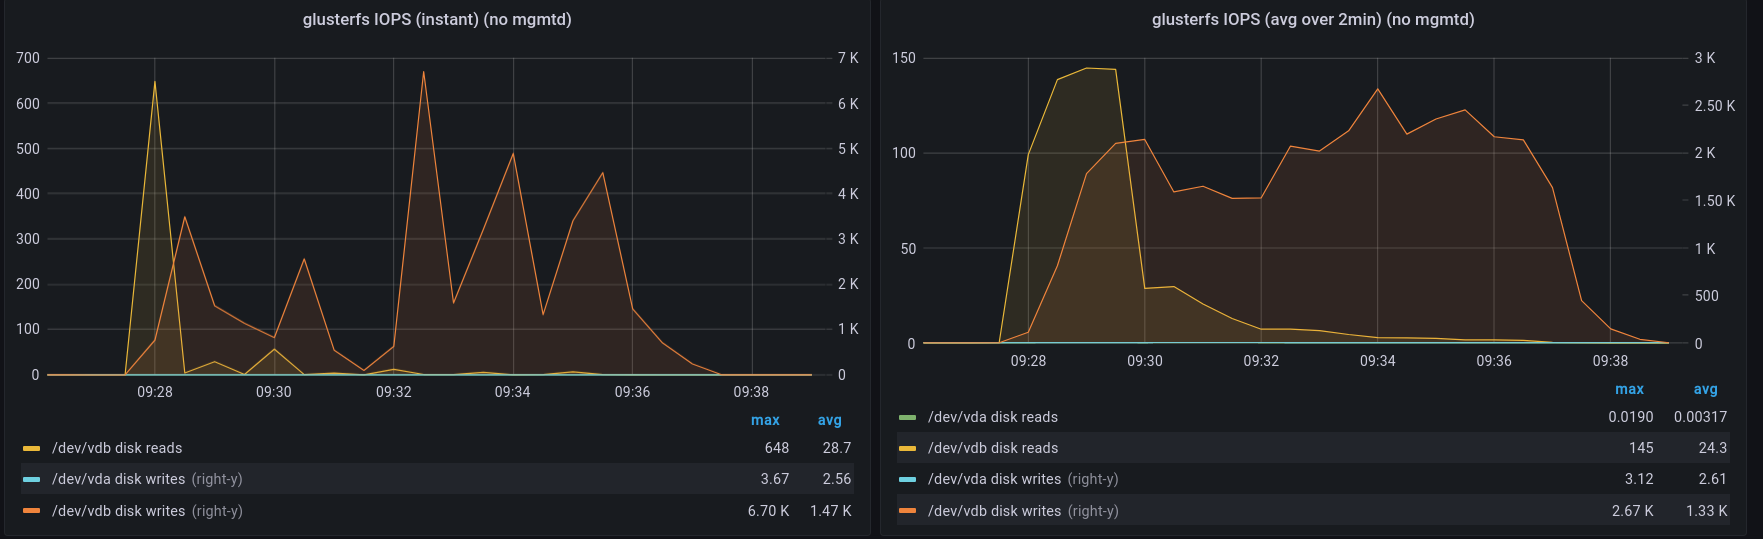 glusterfs IOPS (instant) (no mgmtd)
700 7 K
600 6 K
500 5 K
400 4 K
300 3 K
200 2 K
100 1 K
0 0
09:28 09:30 09:32 09:34 09:36 09:38
max avg
/dev/vdb disk reads 648 28.7
/dev/vda disk writes (right-y) 3.67 2.56
/dev/vdb disk writes (right-y) 6.70 K 1.47 K
glusterfs IOPS (avg over 2min) (no mgmtd)
150 3 K
2.50 K
100 2 K
1.50 K
50 1 K
500
0 0
09:28 09:30 09:32 09:34 09:36 09:38
max avg
/dev/vda disk reads 0.0190 0.00317
/dev/vdb disk reads 145 24.3
/dev/vda disk writes (right-y) 3.12 2.61
/dev/vdb disk writes (right-y) 2.67 K 1.33 K